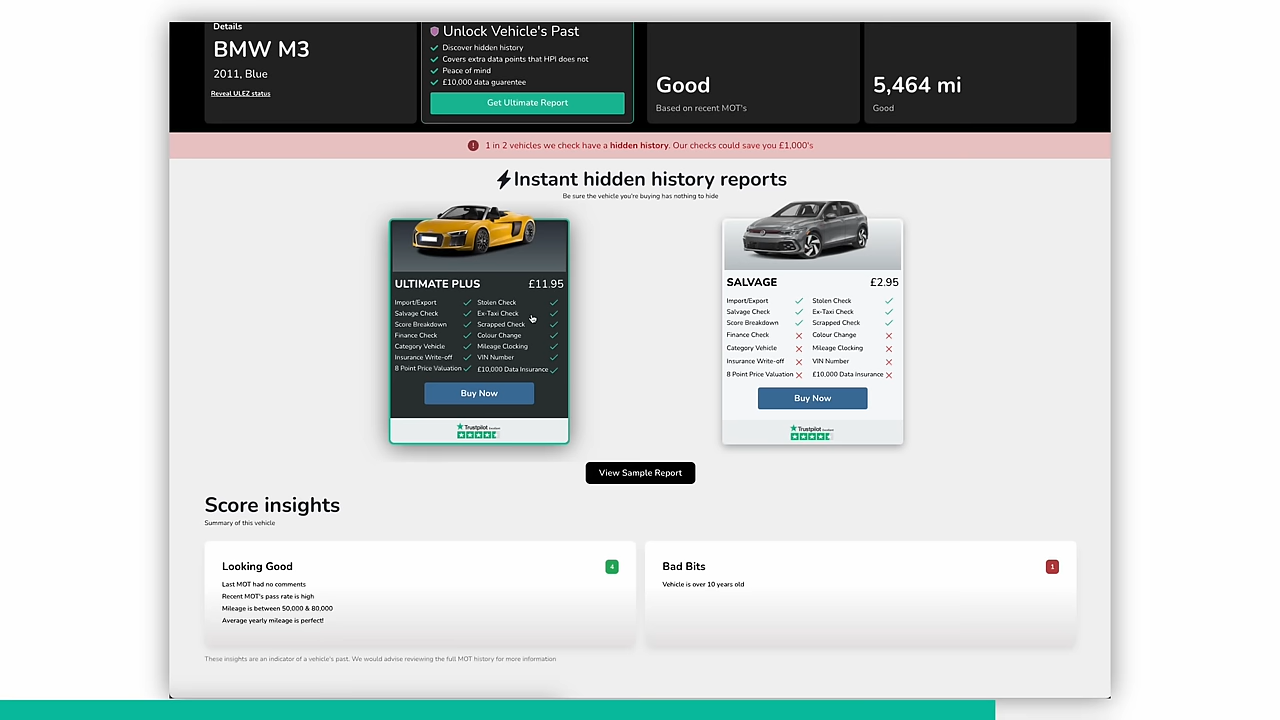 Details
BMW M3
2011, Blue
Reveal ULEZ status
Unlock Vehicle's Past
Discover hidden history
Covers extra data points that HPI does not
Peace of mind
£10,000 data guarentee
Get Ultimate Report
Good
Based on recent MOT's
5,464 mi
Good
1 in 2 vehicles we check have a hidden history. Our checks could save you £1,000's
Instant hidden history reports
Be sure the vehicle you're buying has nothing to hide
ULTIMATE PLUS £11.95
Import/Export Stolen Check
Salvage Check Ex-Taxi Check
Score Breakdown Scrapped Check
Finance Check Colour Change
Category Vehicle Mileage Clocking
Insurance Write-off VIN Number
8 Point Price Valuation £10,000 Data Insurance
Buy Now
Trustpilot
SALVAGE £2.95
Import/Export Stolen Check
Salvage Check Ex-Taxi Check
Score Breakdown Scrapped Check
Finance Check Colour Change
Category Vehicle Mileage Clocking
Insurance Write-off VIN Number
8 Point Price Valuation £10,000 Data Insurance
Buy Now
Trustpilot
View Sample Report
Score insights
Summary of this vehicle
Looking Good 4
Last MOT had no comments
Recent MOT's pass rate is high
Mileage is between 50,000 & 80,000
Average yearly mileage is perfect!
Bad Bits 1
Vehicle is over 10 years old
These insights are an indicator of a vehicle's past. We would advise reviewing the full MOT history for more information